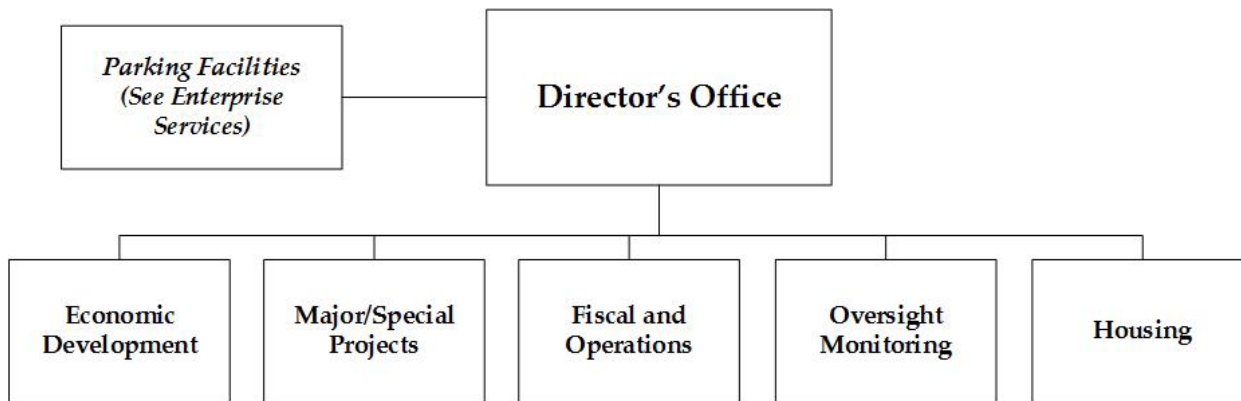 Parking Facilities
(See Enterprise
Services)
Director’s Office
Economic
Development
Major/Special
Projects
Fiscal and
Operations
Oversight
Monitoring
Housing